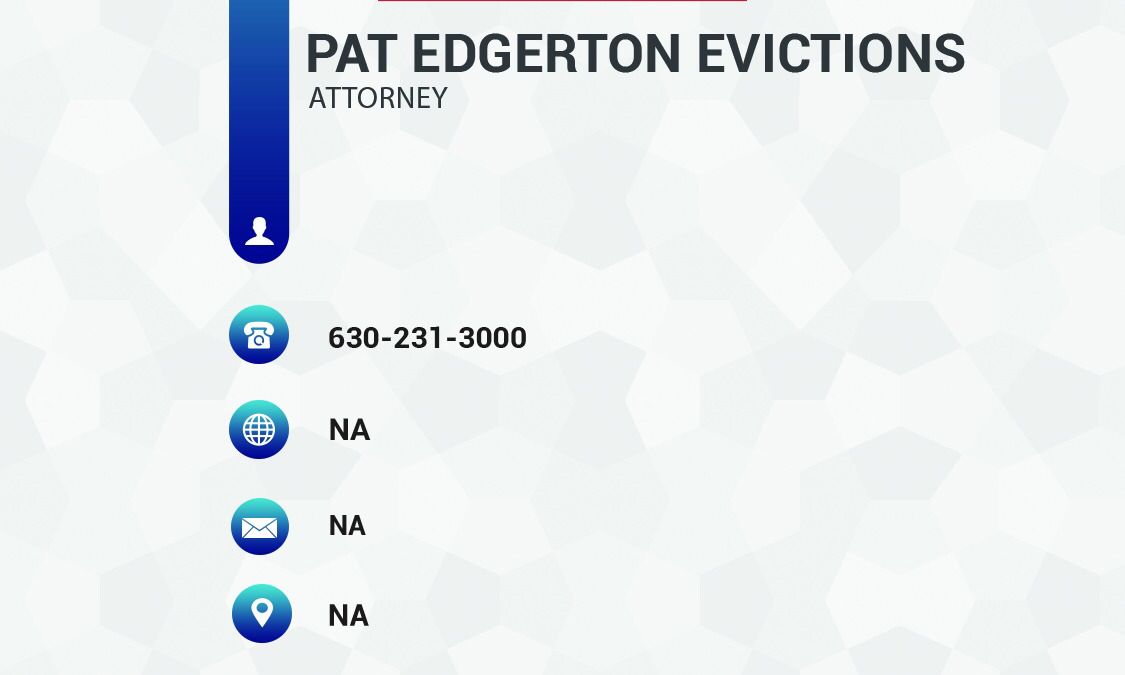 PAT EDGERTON EVICTIONS
ATTORNEY
630-231-3000
NA
NA
NA